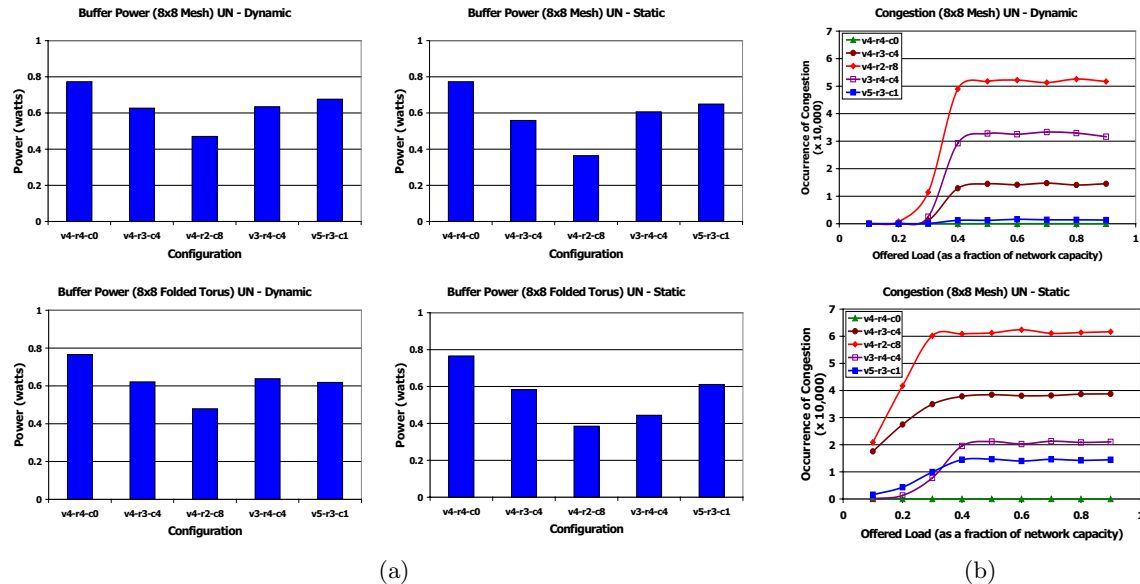 Buffer Power (8x8 Mesh) UN - Dynamic
1
0.8
0.6
0.4
0.2
0
Power (watts)
v4-r4-c0 v4-r3-c4 v4-r2-c8 v3-r4-c4 v5-r3-c1
Configuration
Buffer Power (8x8 Mesh) UN - Static
1
0.8
0.6
0.4
0.2
0
Power (watts)
v4-r4-c0 v4-r3-c4 v4-r2-c8 v3-r4-c4 v5-r3-c1
Configuration
Congestion (8x8 Mesh) UN - Dynamic
7
6
5
4
3
2
1
0
Occurrence of Congestion
(x 10,000)
v4-r4-c0
v4-r3-c4
v4-r2-r8
v3-r4-c4
v5-r3-c1
0 0.2 0.4 0.6 0.8 1
Offered Load (as a fraction of network capacity)
Buffer Power (8x8 Folded Torus) UN - Dynamic
1
0.8
0.6
0.4
0.2
0
Power (watts)
v4-r4-c0 v4-r3-c4 v4-r2-c8 v3-r4-c4 v5-r3-c1
Configuration
Buffer Power (8x8 Folded Torus) UN - Static
1
0.8
0.6
0.4
0.2
0
Power (watts)
v4-r4-c0 v4-r3-c4 v4-r2-c8 v3-r4-c4 v5-r3-c1
Configuration
Congestion (8x8 Mesh) UN - Static
7
6
5
4
3
2
1
0
Occurrence of Congestion
(x 10,000)
v4-r4-c0
v4-r3-c4
v4-r2-c8
v3-r4-c4
v5-r3-c1
0 0.2 0.4 0.6 0.8 1
Offered Load (as a fraction of network capacity)
(a)
(b)